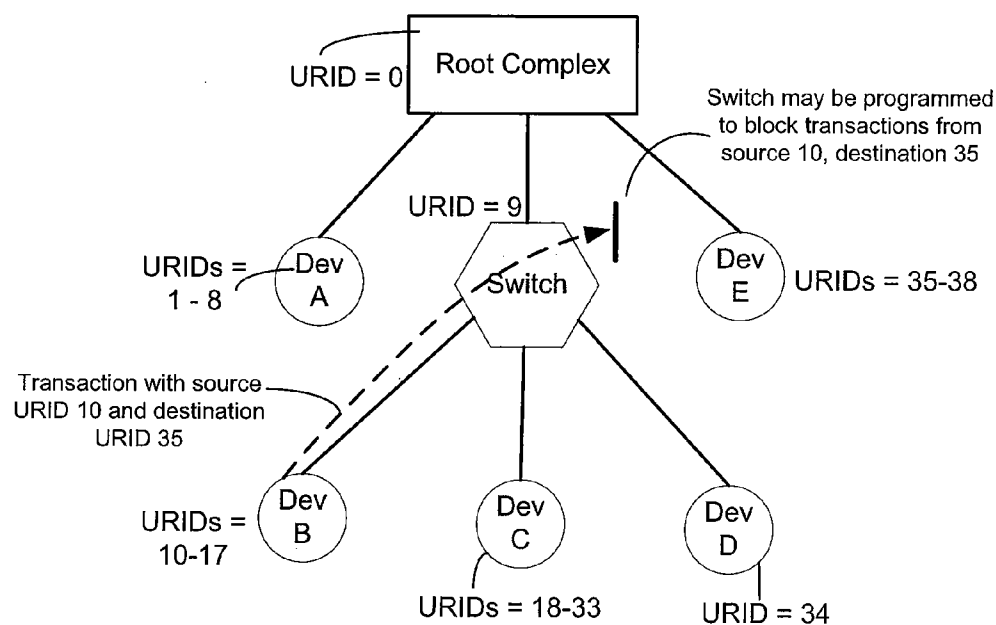 Root Complex
URID = 0
Switch may be programmed
to block transactions from
source 10, destination 35
URID = 9
URIDs =
1 - 8
Dev
A
Switch
Dev
E
URIDs = 35-38
Transaction with source
URID 10 and destination
URID 35
Dev
B
URIDs =
10-17
Dev
C
URIDs = 18-33
Dev
D
URID = 34